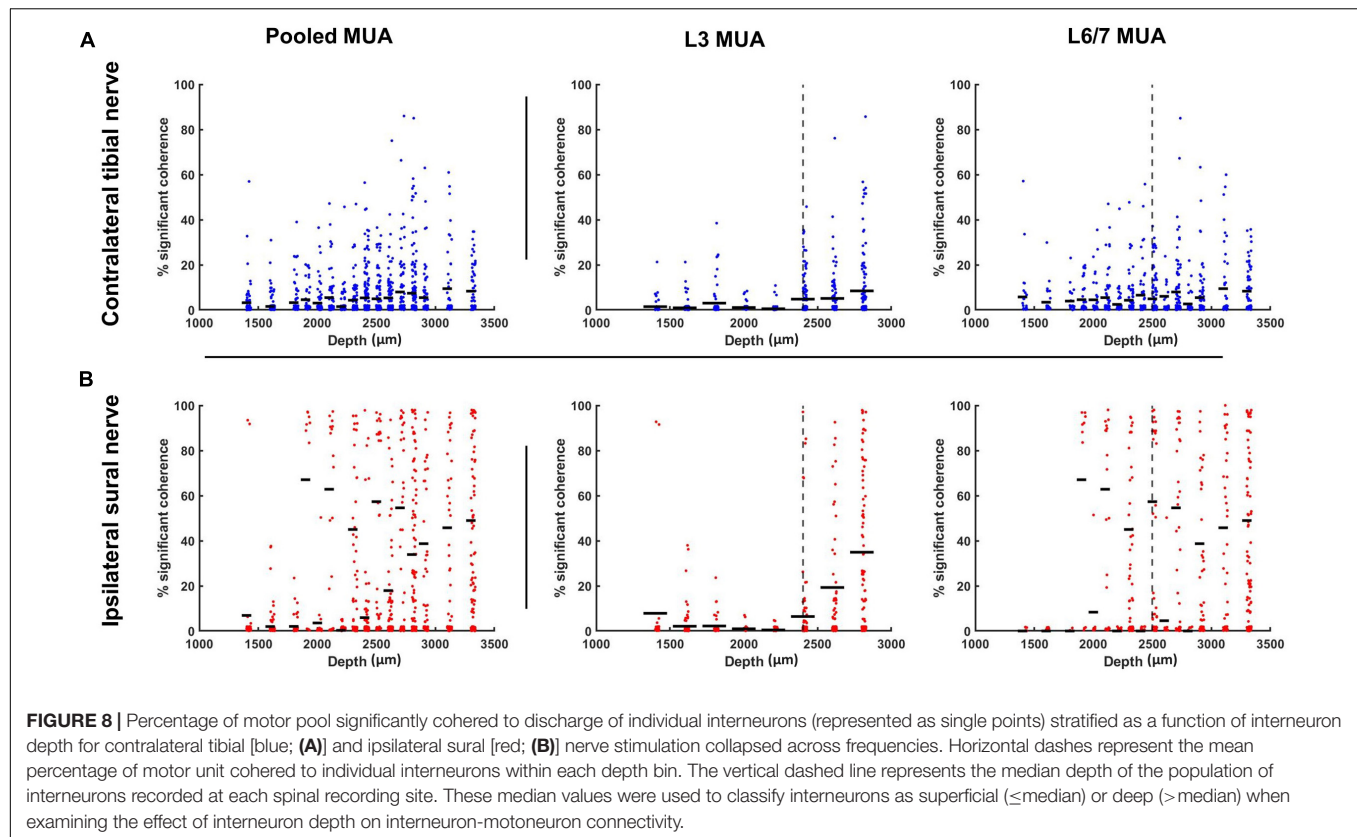 A
Pooled MUA
L3 MUA
L6/7 MUA
Contralateral tibial nerve
% significant coherence
100
80
60
40
20
0
1000 1500 2000 2500 3000 3500
Depth (µm)
% significant coherence
100
80
60
40
20
0
1000 1500 2000 2500 3000
Depth (µm)
% significant coherence
100
80
60
40
20
0
1000 1500 2000 2500 3000 3500
Depth (µm)
B
Ipsilateral sural nerve
% significant coherence
100
80
60
40
20
0
1000 1500 2000 2500 3000 3500
Depth (µm)
% significant coherence
100
80
60
40
20
0
1000 1500 2000 2500 3000
Depth (µm)
% significant coherence
100
80
60
40
20
0
1000 1500 2000 2500 3000 3500
Depth (µm)
FIGURE 8 | Percentage of motor pool significantly cohered to discharge of individual interneurons (represented as single points) stratified as a function of interneuron
depth for contralateral tibial [blue; (A)] and ipsilateral sural [red; (B)] nerve stimulation collapsed across frequencies. Horizontal dashes represent the mean
percentage of motor unit cohered to individual interneurons within each depth bin. The vertical dashed line represents the median depth of the population of
interneurons recorded at each spinal recording site. These median values were used to classify interneurons as superficial (≤median) or deep (>median) when
examining the effect of interneuron depth on interneuron-motoneuron connectivity.